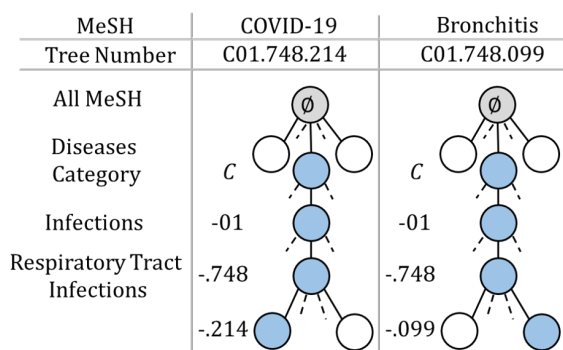 MeSH COVID-19 Bronchitis
Tree Number C01.748.214 C01.748.099
All MeSH Ø Ø
Diseases
Category C C
Infections -01 -01
Respiratory Tract
Infections -.748 -.748
-.214 -.099